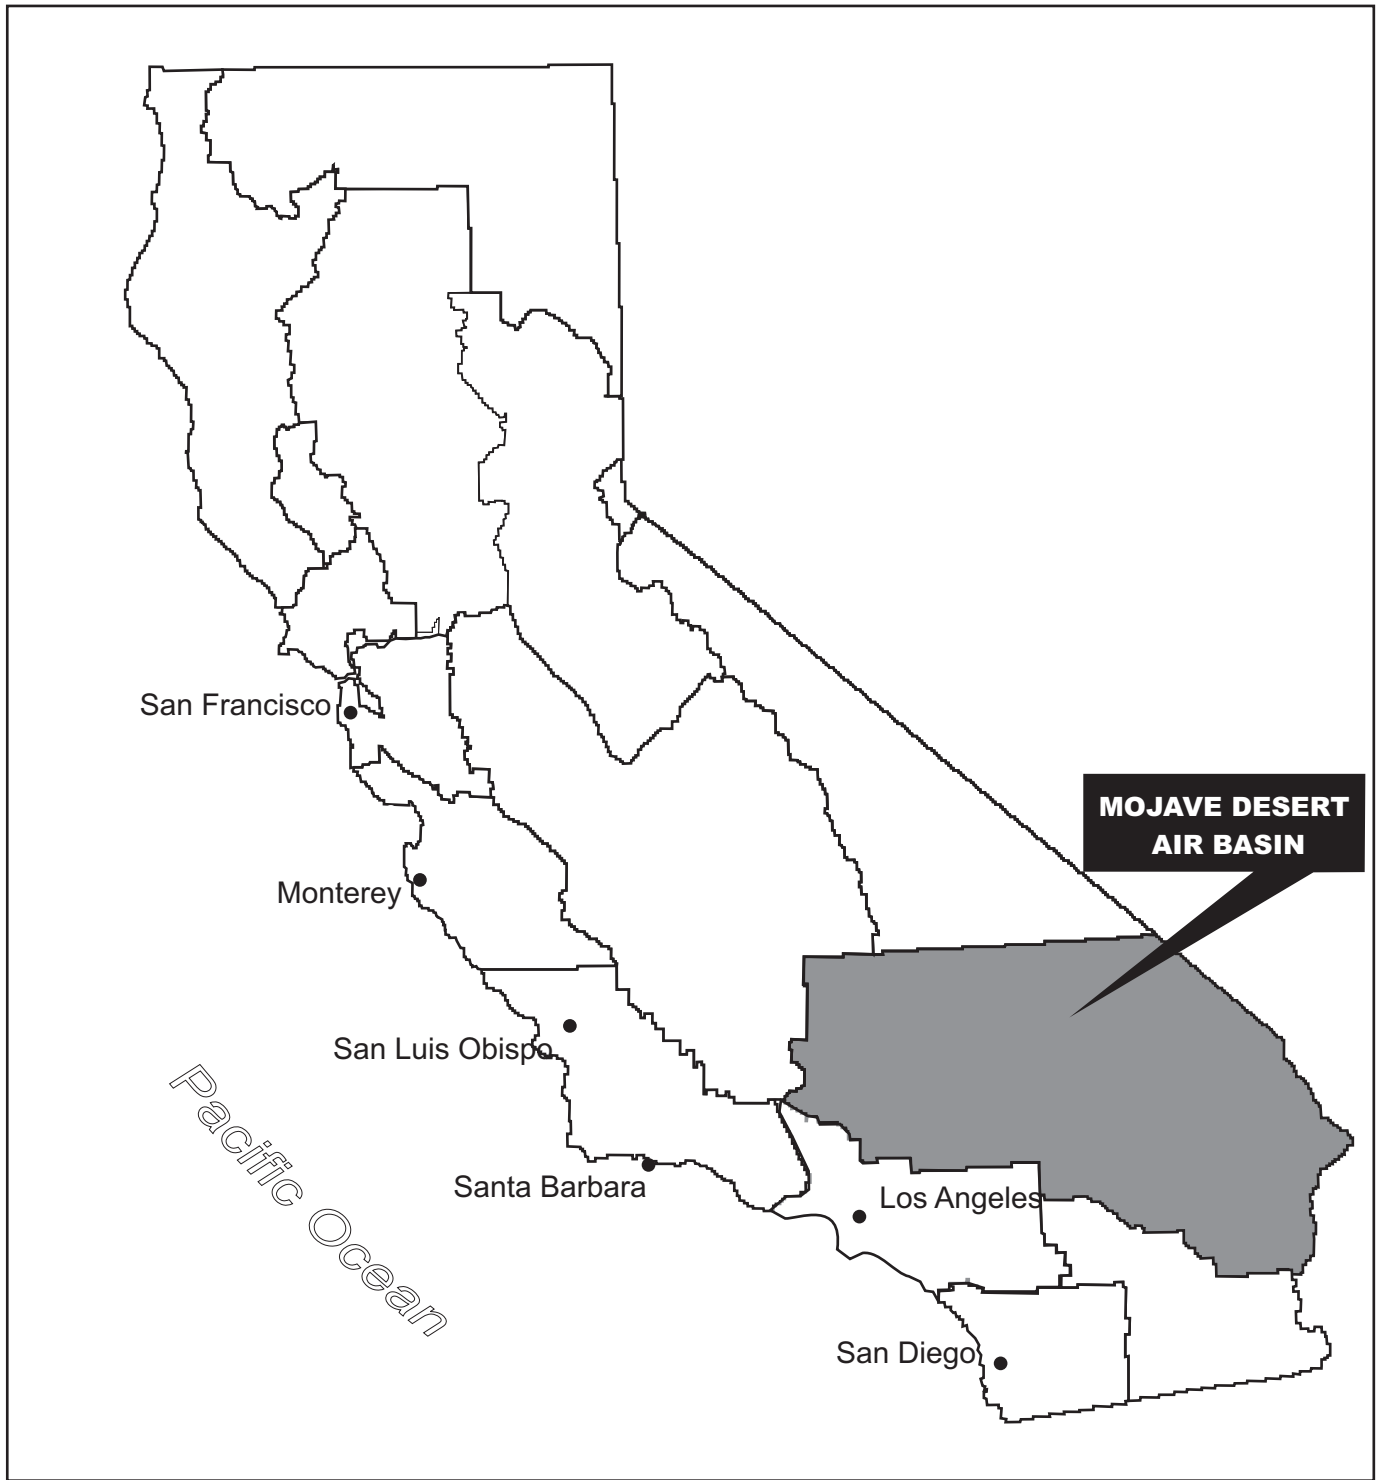 San Francisco
MOJAVE DESERT
AIR BASIN
Monterey
San Luis Obispo
Pacific Ocean
Santa Barbara
Los Angeles
San Diego